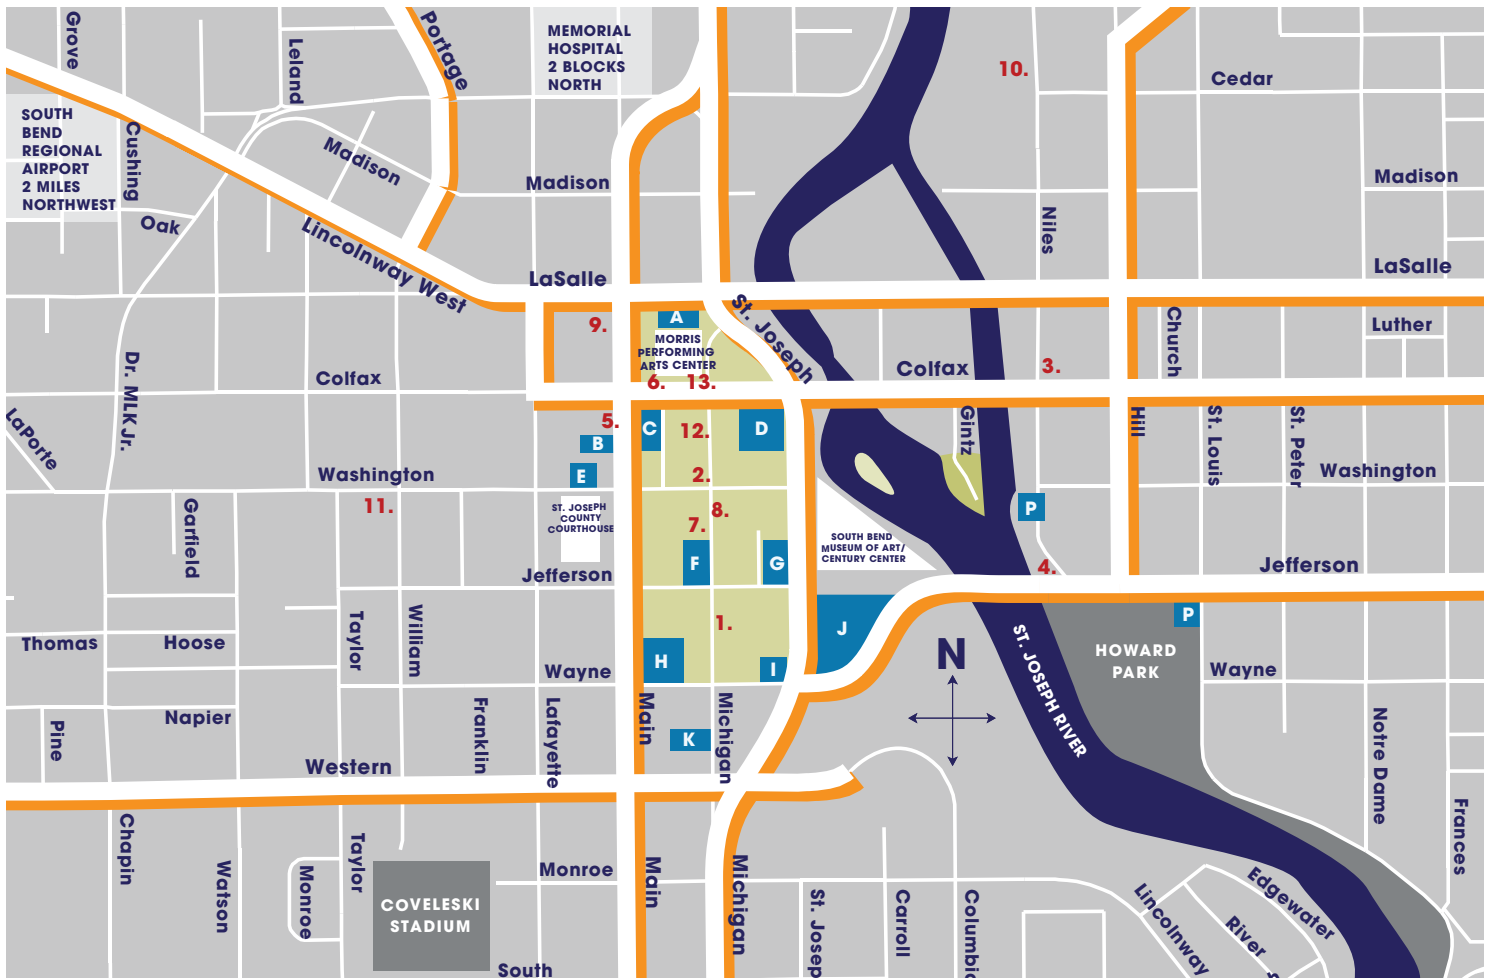 Grove
Leland
Portage
MEMORIAL
HOSPITAL
2 BLOCKS
NORTH
10.
Cedar
SOUTH
BEND
REGIONAL
AIRPORT
2 MILES
NORTHWEST
Cushing
Madison
Madison
Madison
Oak
Lincolnway West
Niles
LaSalle
LaSalle
St. Joseph
9.
A
MORRIS
PERFORMING
ARTS CENTER
6.
13.
Church
Luther
Dr. MLK Jr.
Colfax
Colfax
3.
LaPorte
5.
B
C
12.
D
Gintz
Hill
St. Louis
St. Peter
Washington
E
2.
Washington
11.
Garfield
ST. JOSEPH
COUNTY
COURTHOUSE
8.
7.
P
SOUTH BEND
MUSEUM OF ART/
CENTURY CENTER
F
G
Jefferson
4.
Jefferson
Thomas
Hoose
Taylor
William
1.
J
P
H
I
Wayne
N
ST. JOSEPH RIVER
HOWARD
PARK
Wayne
Napier
Pine
Franklin
Lafayette
Main
Michigan
K
Notre Dame
Western
Frances
Chapin
Watson
Monroe
Taylor
COVELESKI
STADIUM
Monroe
Main
Michigan
St. Josep
Carroll
Columbi
Lincolnway
Edgewater
River
South